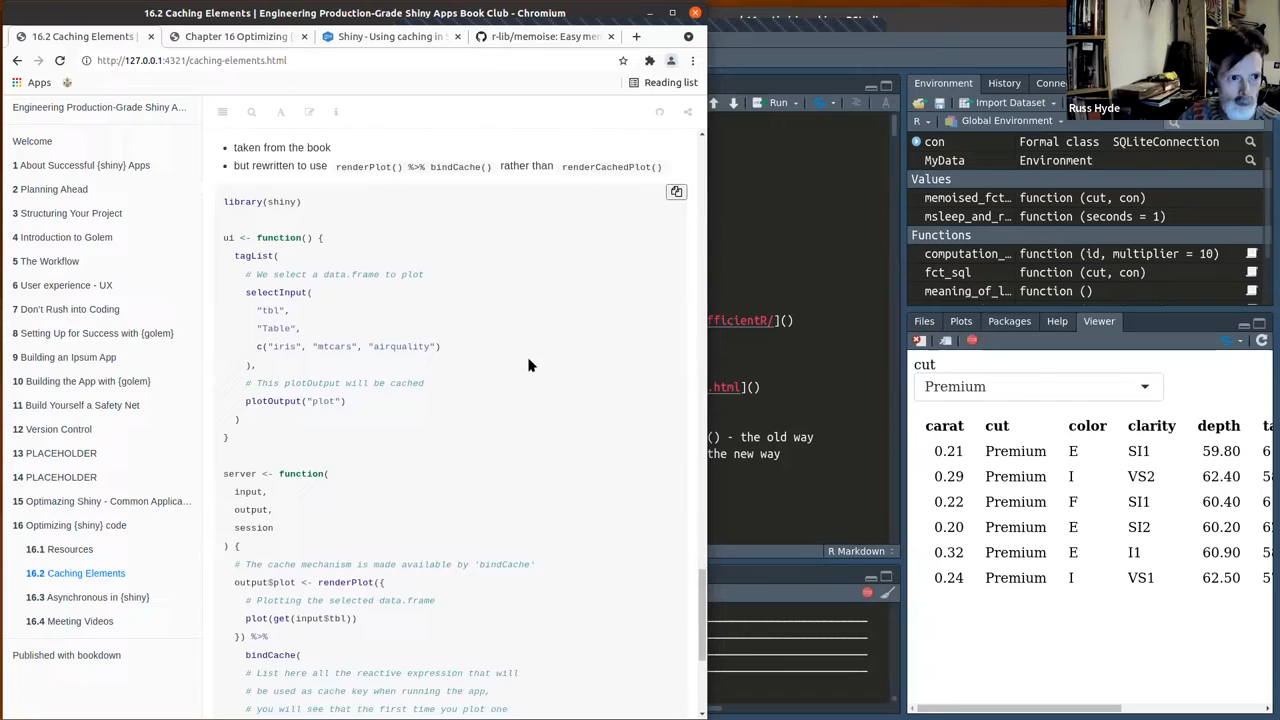 16.2 Caching Elements | Engineering Production-Grade Shiny Apps Book Club - Chromium
16.2 Caching Elements
Chapter 16 Optimizing
Shiny - Using caching in S
r-lib/memoise: Easy mem
http://127.0.0.1:4321/caching-elements.html
Apps
Reading list
Engineering Production-Grade Shiny A...
Welcome
1 About Successful {shiny} Apps
2 Planning Ahead
3 Structuring Your Project
4 Introduction to Golem
5 The Workflow
6 User experience - UX
7 Don't Rush into Coding
8 Setting Up for Success with {golem}
9 Building an Ipsum App
10 Building the App with {golem}
11 Build Yourself a Safety Net
12 Version Control
13 PLACEHOLDER
14 PLACEHOLDER
15 Optimazing Shiny - Common Applica...
16 Optimizing {shiny} code
16.1 Resources
16.2 Caching Elements
16.3 Asynchronous in {shiny}
16.4 Meeting Videos
Published with bookdown
• taken from the book
• but rewritten to use renderPlot() %>% bindCache() rather than renderCachedPlot()
library(shiny)
ui <- function() {
tagList(
# We select a data.frame to plot
selectInput(
"tbl",
"Table",
c("iris", "mtcars", "airquality")
),
# This plotOutput will be cached
plotOutput("plot")
)
}
server <- function(
input,
output,
session
) {
# The cache mechanism is made available by 'bindCache'
output$plot <- renderPlot({
# Plotting the selected data.frame
plot(get(input$tbl))
}) %>%
bindCache(
# List here all the reactive expression that will
# be used as cache key when running the app,
# you will see that the first time you plot one
Run
fficientR/]()
.html]()
() - the old way
the new way
R Markdown
Russ Hyde
Environment
History
Conne
Import Dataset
R
Global Environment
con Formal class SQLiteConnection
MyData Environment
Values
memoised_fct… function (cut, con)
msleep_and_r… function (seconds = 1)
Functions
computation_… function (id, multiplier = 10)
fct_sql function (cut, con)
meaning_of_l… function ()
Files
Plots
Packages
Help
Viewer
cut
Premium
carat cut color clarity depth ta
0.21 Premium E SI1 59.80 6
0.29 Premium I VS2 62.40 5
0.22 Premium F SI1 60.40 6
0.20 Premium E SI2 60.20 6
0.32 Premium E I1 60.90 5
0.24 Premium I VS1 62.50 5